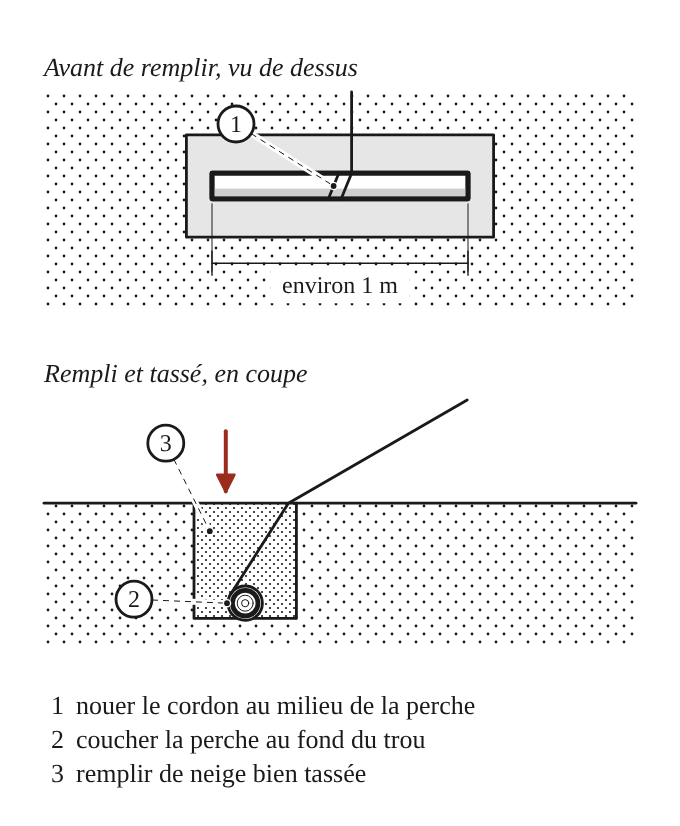 Avant de remplir, vu de dessus
1
environ 1 m
Rempli et tassé, en coupe
3
2
1 nouer le cordon au milieu de la perche
2 coucher la perche au fond du trou
3 remplir de neige bien tassée